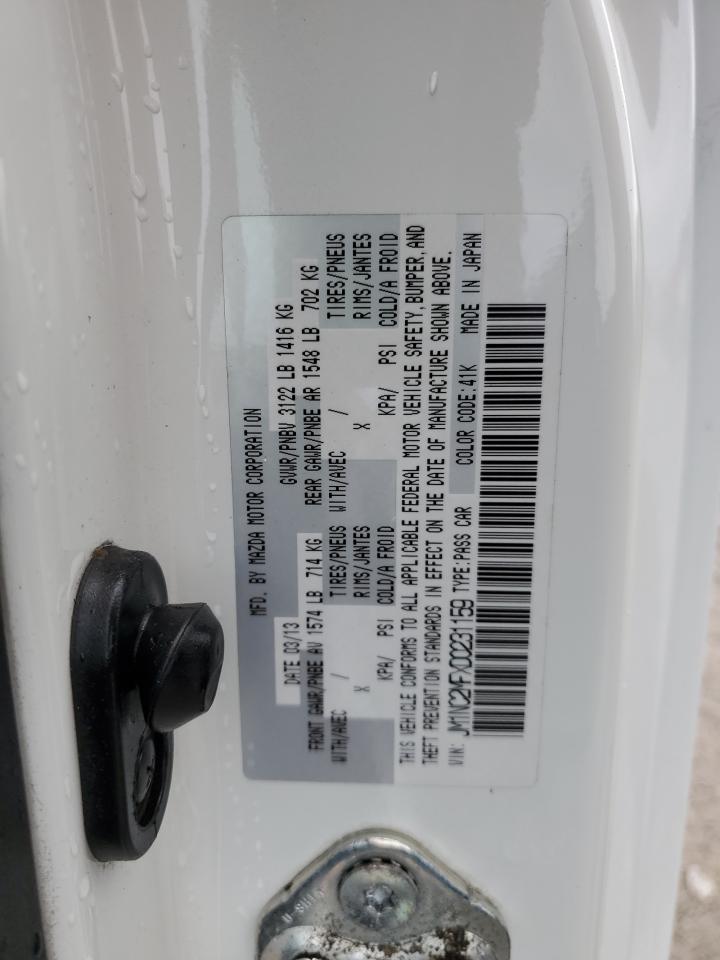 MFD. BY MAZDA MOTOR CORPORATION
DATE 03/13 GVWR/PNBV 3122 LB 1416 KG
FRONT GAWR/PNBE AV 1574 LB 714 KG REAR GAWR/PNBE AR 1548 LB 702 KG
WITH/AVEC / TIRES/PNEUS WITH/AVEC / TIRES/PNEUS
X RIMS/JANTES X RIMS/JANTES
KPA/ PSI COLD/A FROID KPA/ PSI COLD/A FROID
THIS VEHICLE CONFORMS TO ALL APPLICABLE FEDERAL MOTOR VEHICLE SAFETY, BUMPER, AND
THEFT PREVENTION STANDARDS IN EFFECT ON THE DATE OF MANUFACTURE SHOWN ABOVE.
VIN: JM1NC2MFXD0231159 TYPE:PASS CAR COLOR CODE:41K MADE IN JAPAN
U-SHIN